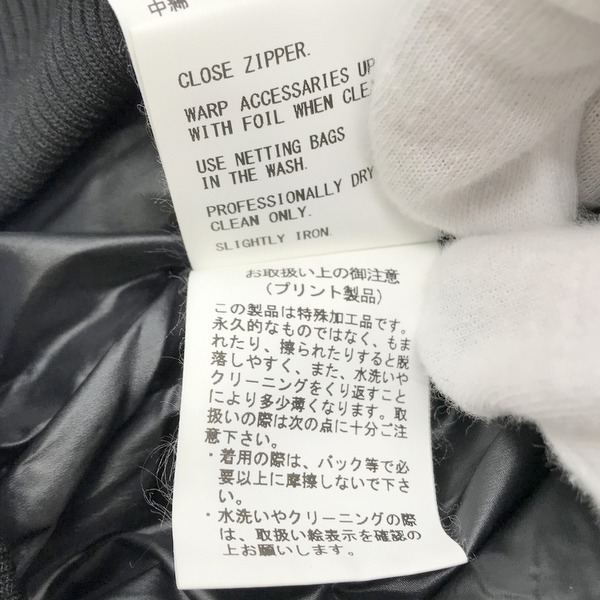 中綿
CLOSE ZIPPER.
WARP ACCESSARIES UP
WITH FOIL WHEN
USE NETTING BAGS
IN THE WASH.
PROFESSIONALLY DRY
CLEAN ONLY.
SLIGHTLY IRON.
お取扱い上の御注意
(プリント製品)
この製品は特殊加工品です。
永久的なものではなく、もま
れたり、擦られたりすると脱
落しやすく、また、水洗いや
クリーニングをくり返すこと
により多少薄くなります。取
扱いの際は次の点に十分ご注
意下さい。
・着用の際は、バック等で必
要以上に摩擦しないで下さ
い。
・水洗いやクリーニングの際
は、取扱い絵表示を確認の
上お願いします。